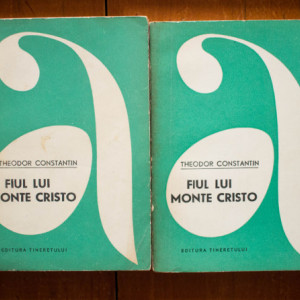 THEODOR CONSTANTIN
FIUL LUI
MONTE CRISTO
EDITURA TINERETULUI
THEODOR CONSTANTIN
FIUL LUI
MONTE CRISTO
EDITURA TINERETULUI